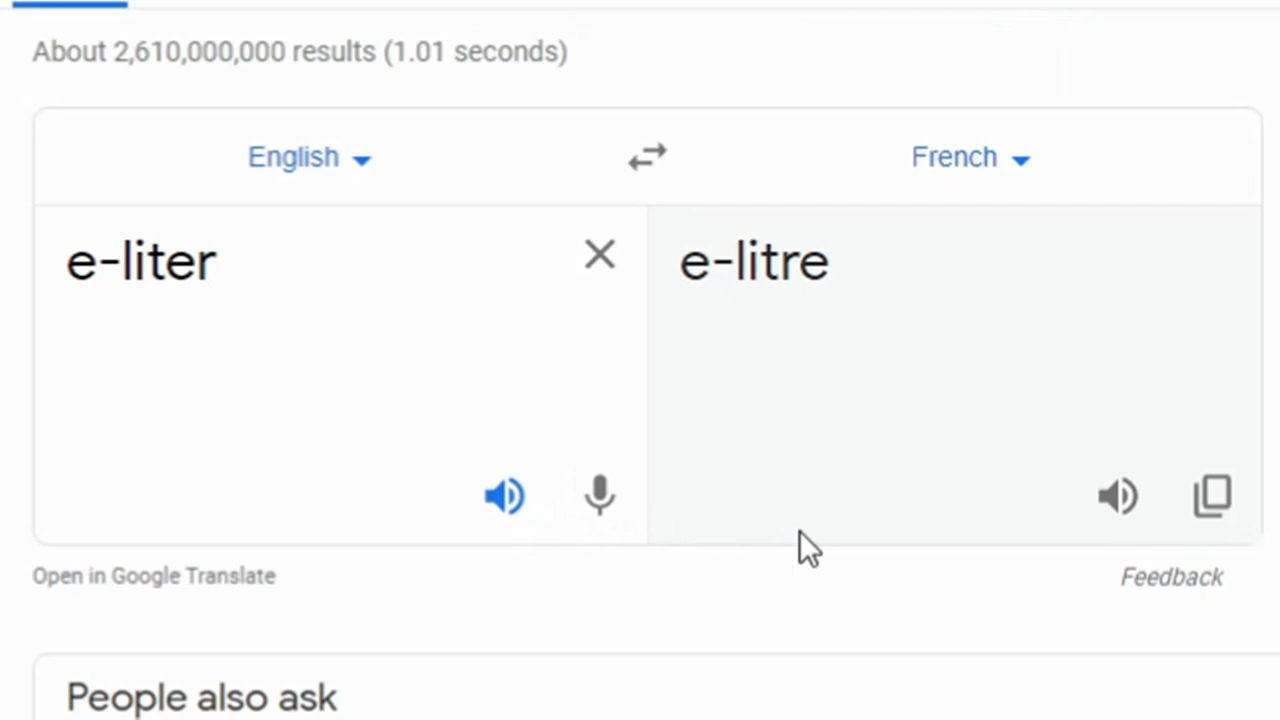 About 2,610,000,000 results (1.01 seconds)
English French
e-liter e-litre
Open in Google Translate Feedback
People also ask